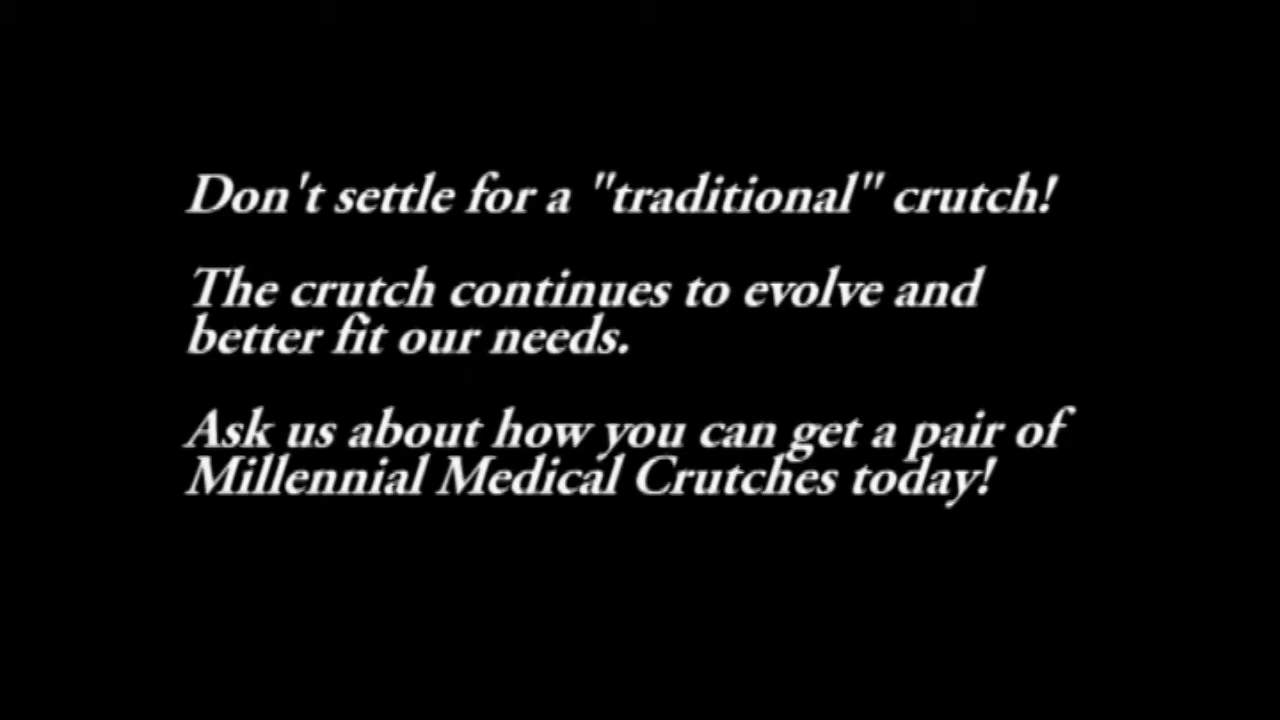 Don't settle for a "traditional" crutch!
The crutch continues to evolve and
better fit our needs.
Ask us about how you can get a pair of
Millennial Medical Crutches today!